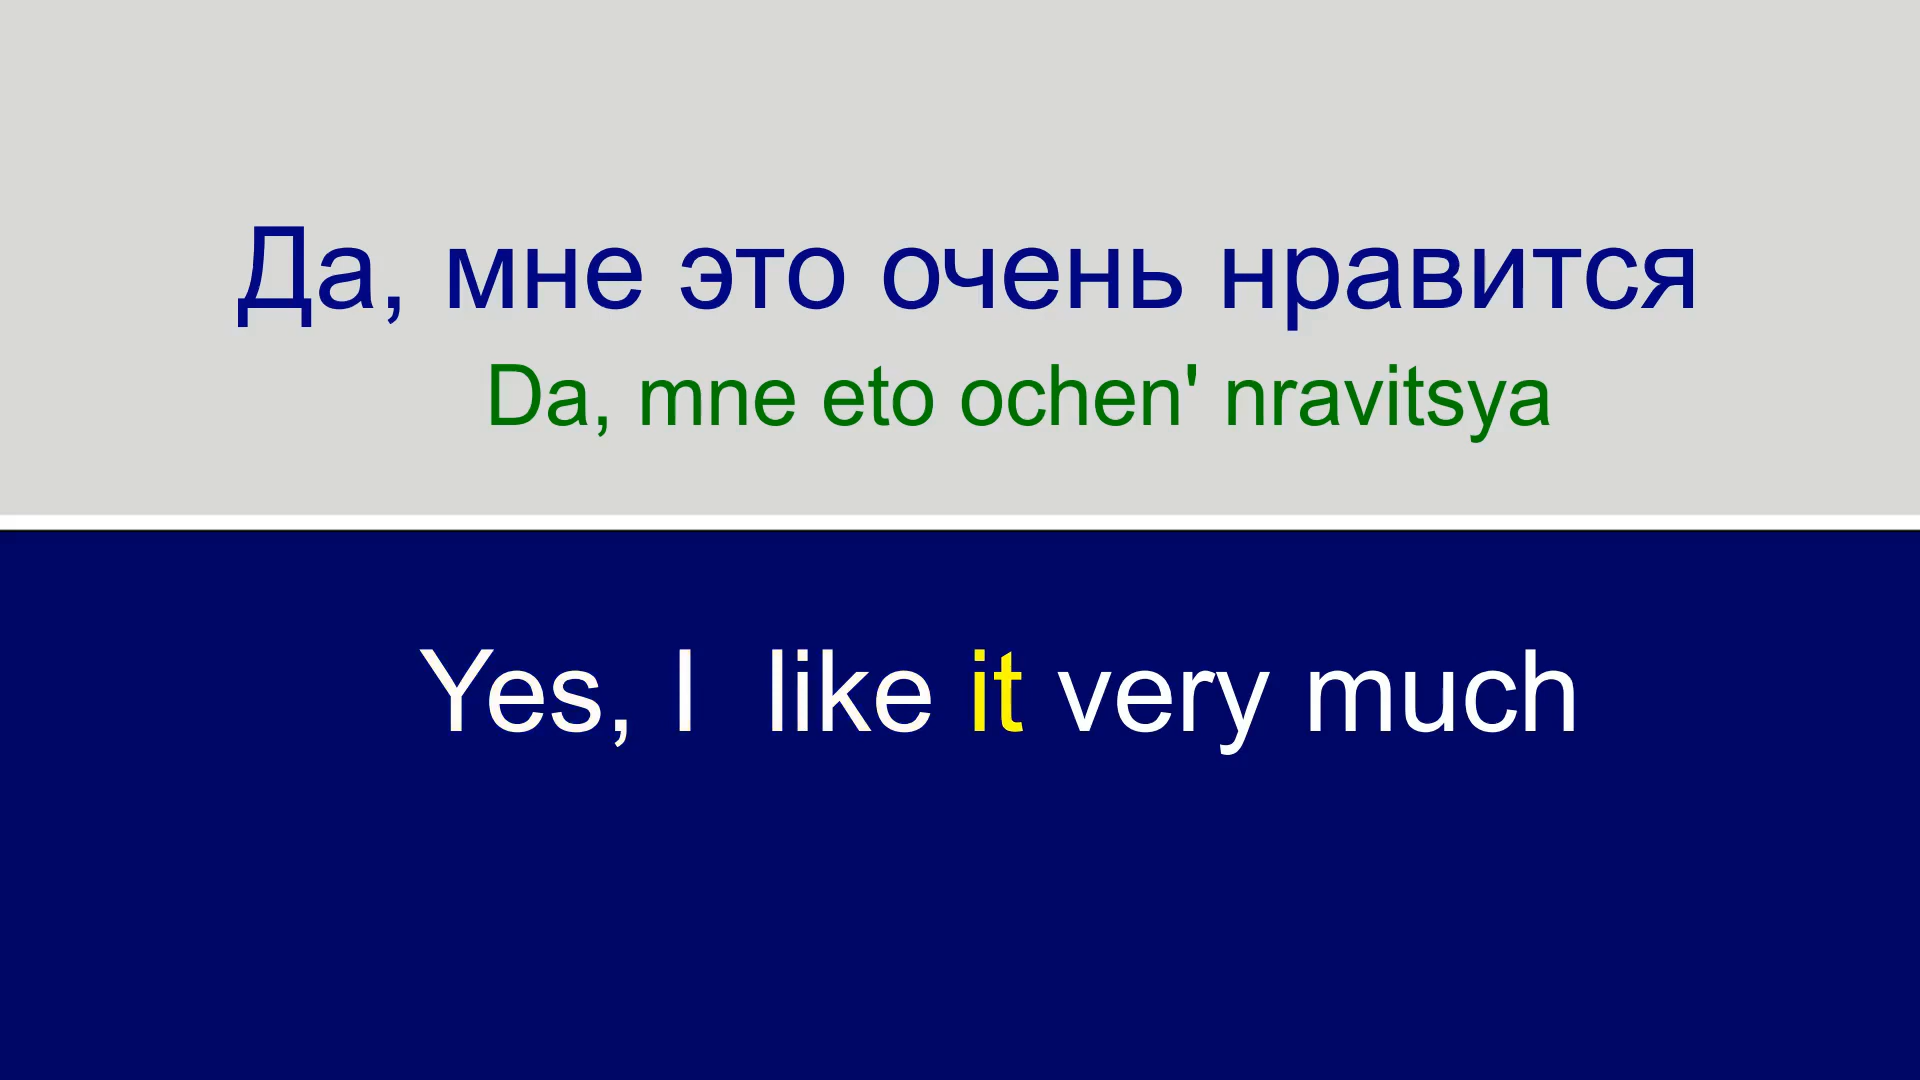 Да, мне это очень нравится
Da, mne eto ochen' nravitsya
Yes, I  like it very much